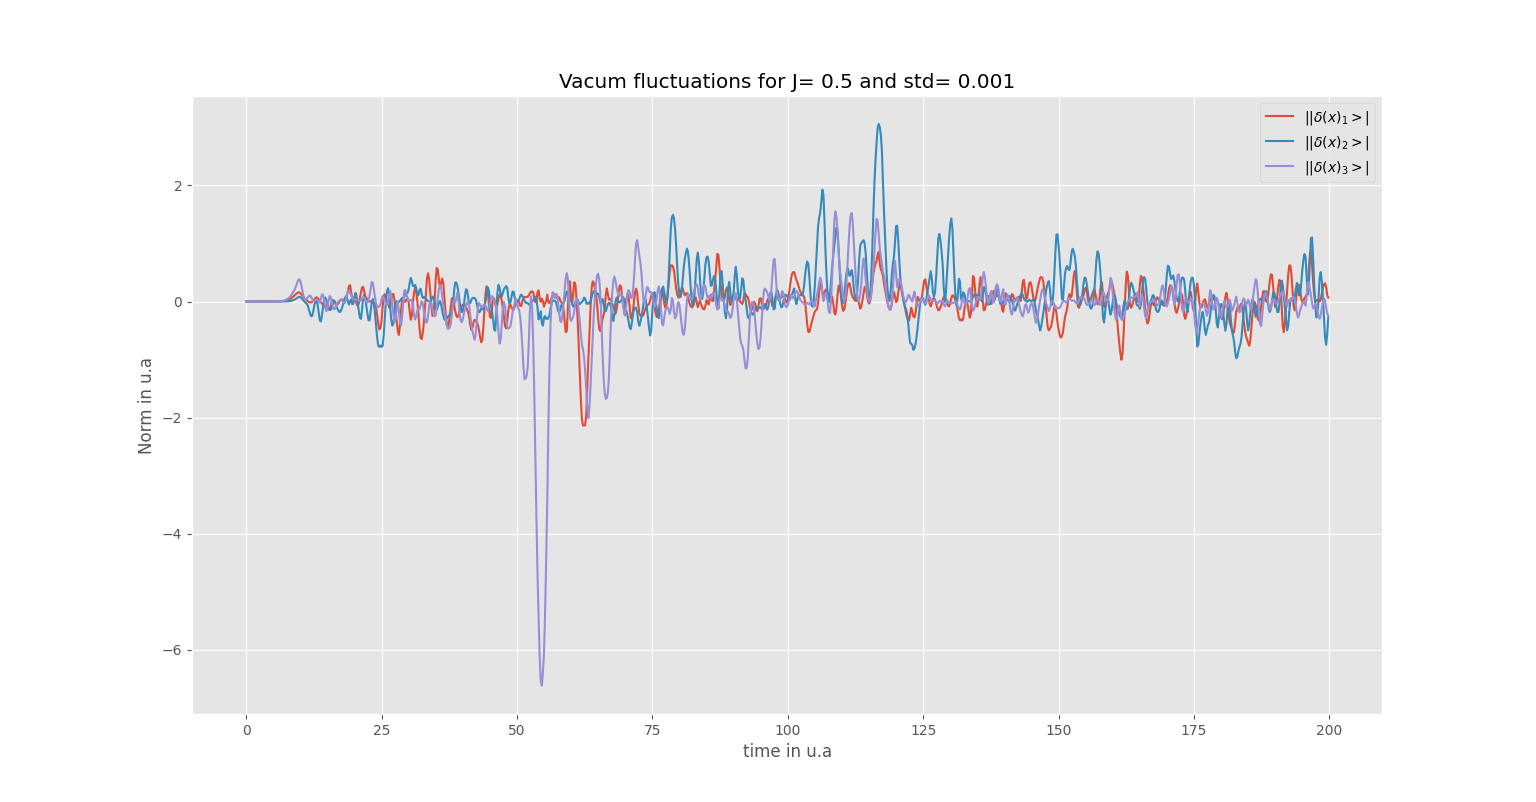 Vacum fluctuations for J= 0.5 and std= 0.001
||δ(x)₁ > |
||δ(x)₂ > |
||δ(x)₃ > |
Norm in u.a
2
0
−2
−4
−6
0 25 50 75 100 125 150 175 200
time in u.a